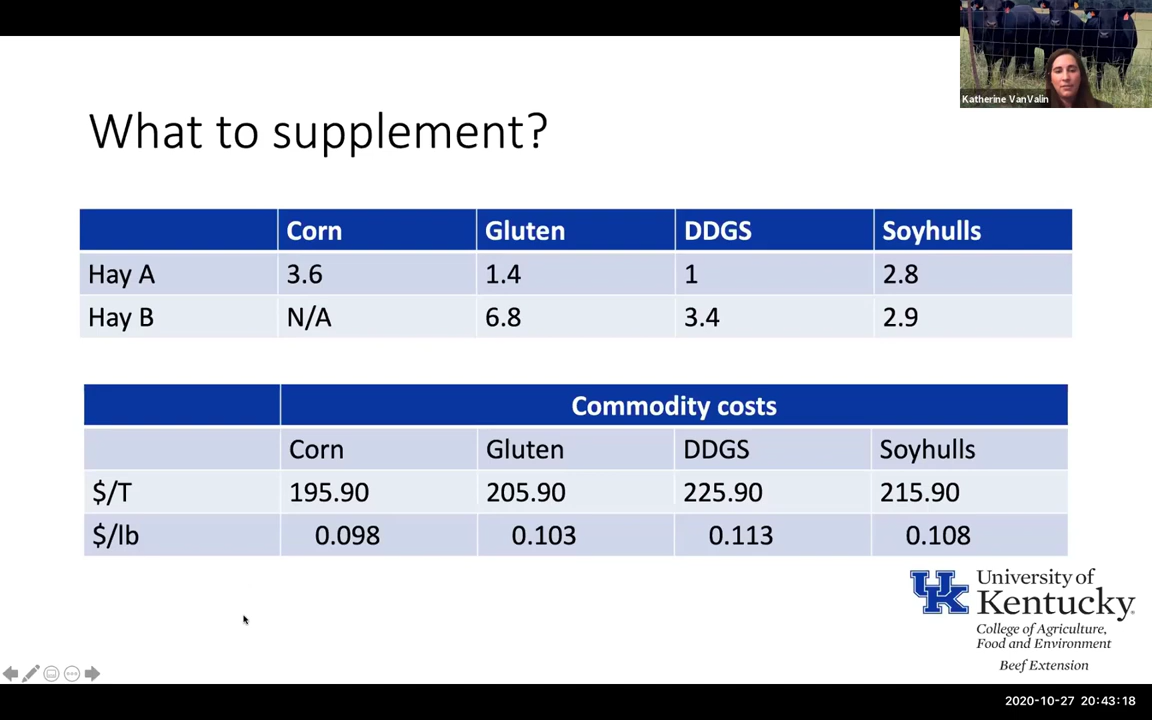 Katherine VanValin
What to supplement?
Corn Gluten DDGS Soyhulls
Hay A 3.6 1.4 1 2.8
Hay B N/A 6.8 3.4 2.9
Commodity costs
Corn Gluten DDGS Soyhulls
$/T 195.90 205.90 225.90 215.90
$/lb 0.098 0.103 0.113 0.108
UK
University of
Kentucky
College of Agriculture,
Food and Environment
Beef Extension
2020-10-27 20:43:18